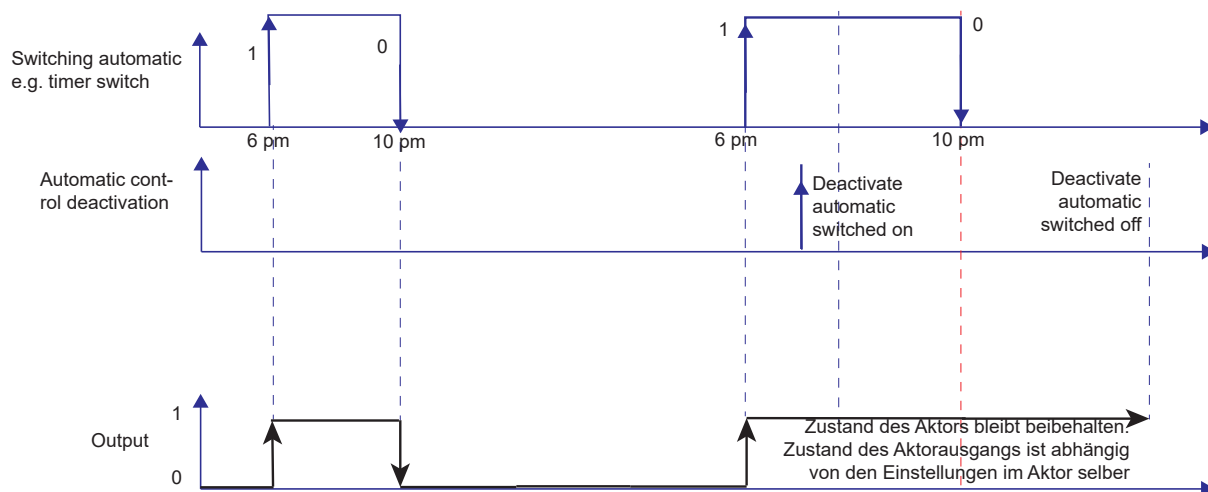 Switching automatic
e.g. timer switch
1
0
1
0
6 pm
10 pm
6 pm
10 pm
Automatic cont-
rol deactivation
Deactivate
automatic
switched on
Deactivate
automatic
switched off
Output
1
0
Zustand des Aktors bleibt beibehalten.
Zustand des Aktorausgangs ist abhängig
von den Einstellungen im Aktor selber